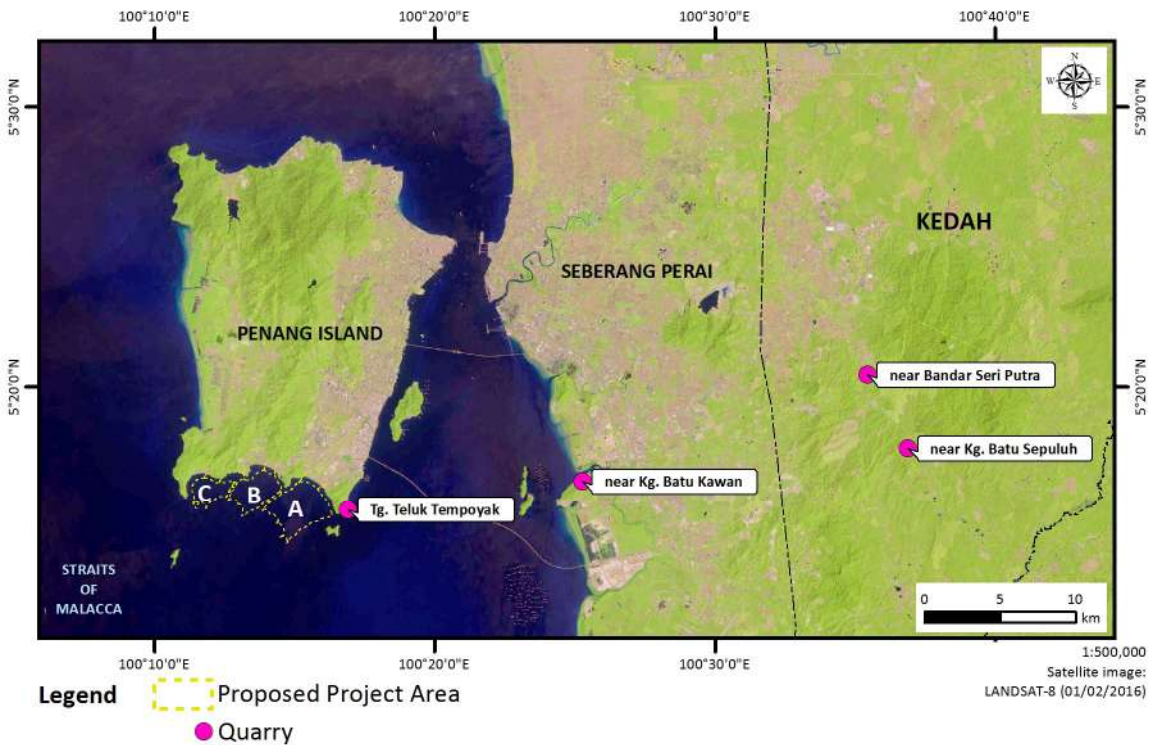 100°10'0"E
100°20'0"E
100°30'0"E
100°40'0"E
N
W E
S
5°30'0"N
5°30'0"N
KEDAH
SEBERANG PERAI
PENANG ISLAND
near Bandar Seri Putra
5°20'0"N
5°20'0"N
near Kg. Batu Sepuluh
near Kg. Batu Kawan
C
B
A
Tg. Teluk Tempoyak
STRAITS
OF
MALACCA
0 5 10
km
100°10'0"E
100°20'0"E
100°30'0"E
100°40'0"E
1:500,000
Satellite image:
LANDSAT-8 (01/02/2016)
Legend
Proposed Project Area
Quarry